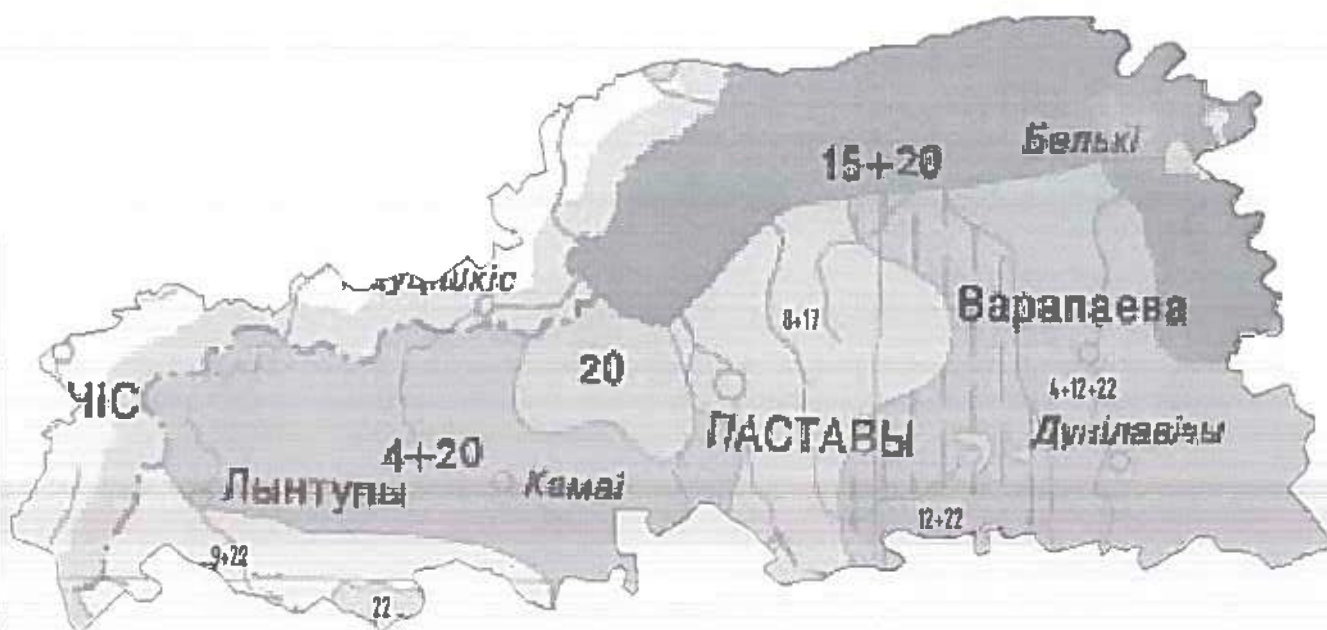 Белькі
15+20
Варапаева
8+17
20
ЧІС
4+12+22
ПАСТАВЫ
Дунілавічы
4+20
Лынтупы
Камаі
12+22
9+22
22